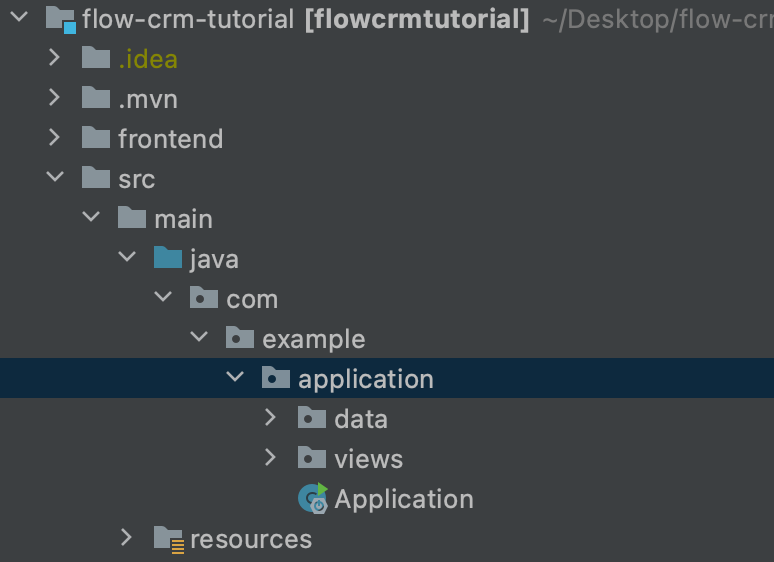 flow-crm-tutorial [flowcrmtutorial] ~/Desktop/flow-cr
.idea
.mvn
frontend
src
main
java
com
example
application
data
views
Application
resources